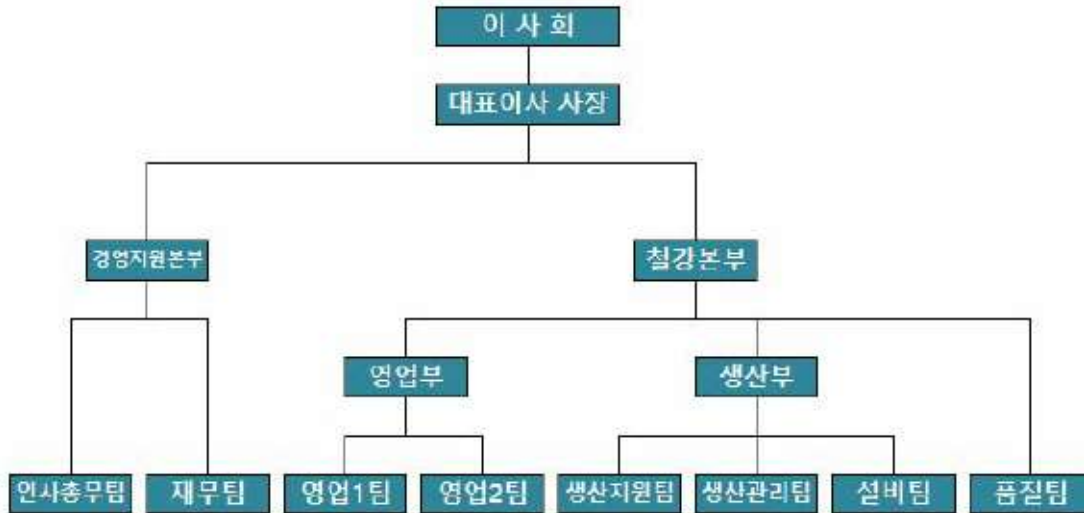 이 사 회
대표이사 사장
경영지원본부
철강본부
영업부
생산부
인사총무팀
재무팀
영업1팀
영업2팀
생산지원팀
생산관리팀
설비팀
품질팀